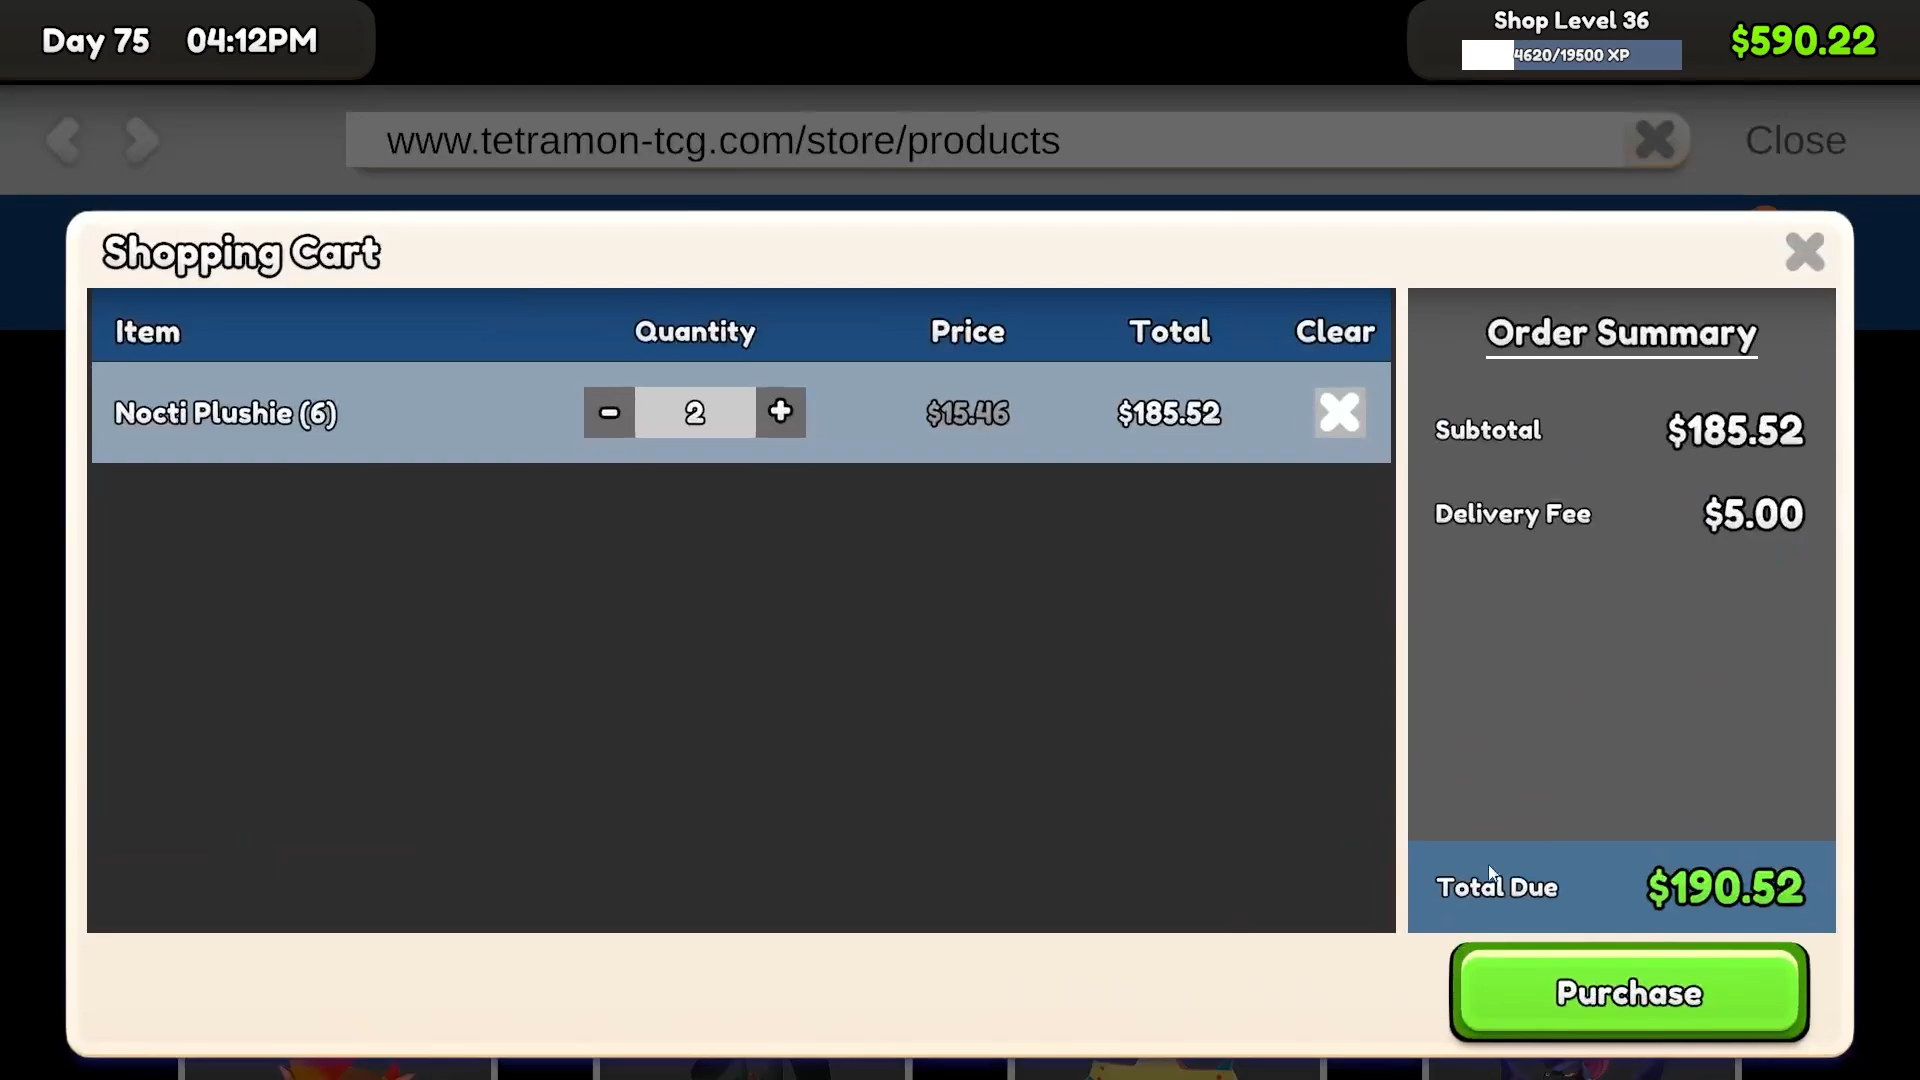 Day 75 04:12PM
Shop Level 36
4620/19500 XP
$590.22
www.tetramon-tcg.com/store/products
Close
Shopping Cart
Item Quantity Price Total Clear
Nocti Plushie (6) - 2 + $15.46 $185.52
Order Summary
Subtotal $185.52
Delivery Fee $5.00
Total Due $190.52
Purchase